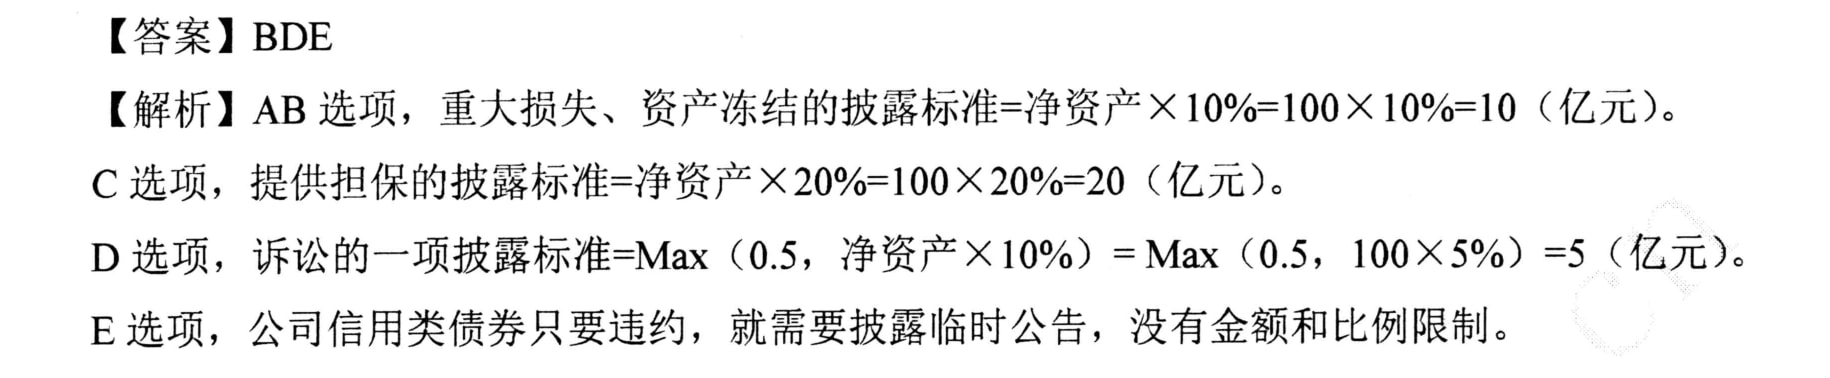 【答案】BDE
【解析】AB 选项，重大损失、资产冻结的披露标准=净资产×10%=100×10%=10（亿元）。
C 选项，提供担保的披露标准=净资产×20%=100×20%=20（亿元）。
D 选项，诉讼的一项披露标准=Max（0.5，净资产×10%）= Max（0.5，100×5%）=5（亿元）。
E 选项，公司信用类债券只要违约，就需要披露临时公告，没有金额和比例限制。